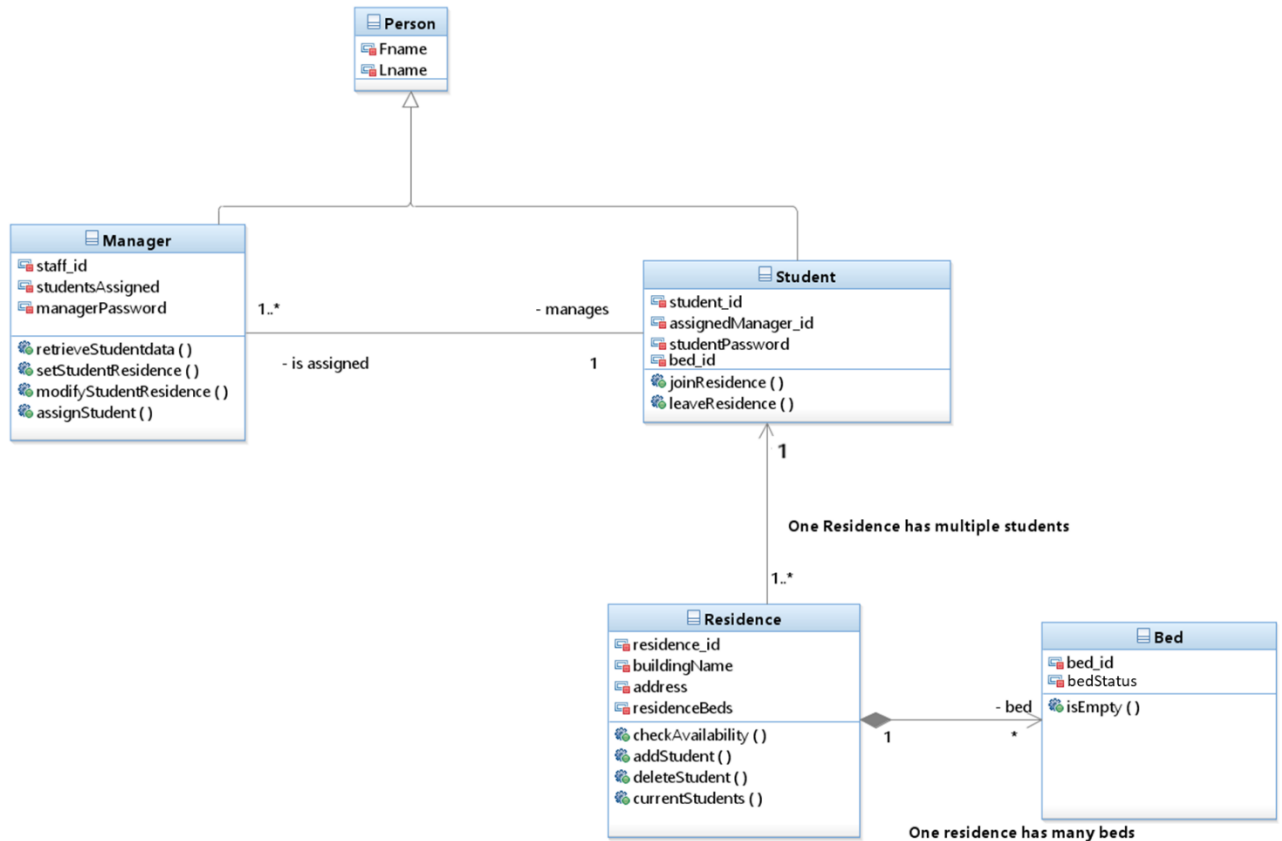 Person
Fname
Lname
Manager
staff_id
studentsAssigned
managerPassword
retrieveStudentdata ( )
setStudentResidence ( )
modifyStudentResidence ( )
assignStudent ( )
1..*
- manages
- is assigned
1
Student
student_id
assignedManager_id
studentPassword
bed_id
joinResidence ( )
leaveResidence ( )
1
One Residence has multiple students
1..*
Residence
residence_id
buildingName
address
residenceBeds
checkAvailability ( )
addStudent ( )
deleteStudent ( )
currentStudents ( )
- bed
1
*
Bed
bed_id
bedStatus
isEmpty ( )
One residence has many beds